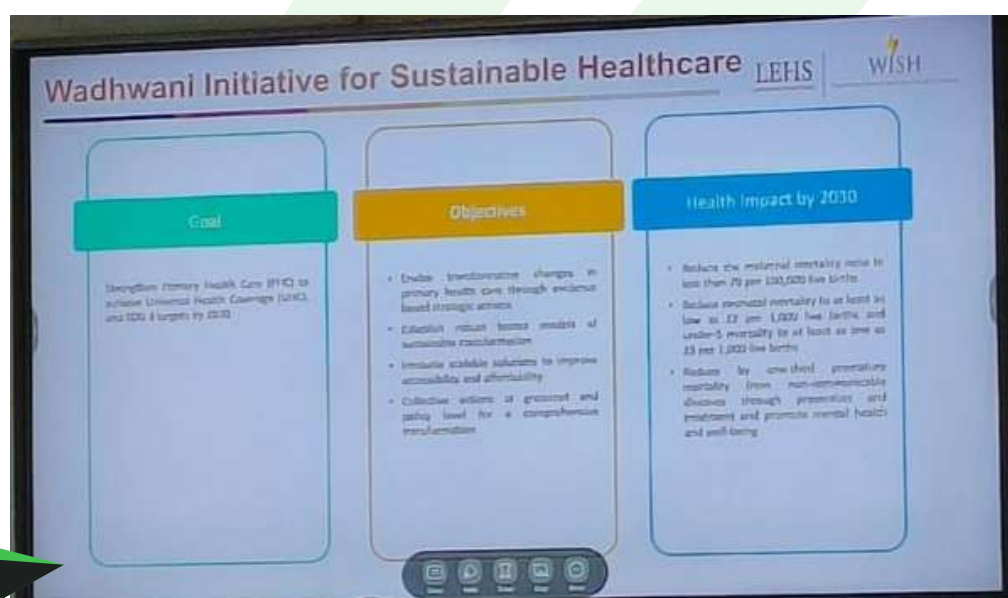 Wadhwani Initiative for Sustainable Healthcare
LEHS
WISH
Goal
Strengthen Primary Health Care (PHC) to
achieve Universal Health Coverage (UHC),
and SDG 3 targets by 2030
Objectives
• Enable transformative changes in
primary health care through evidence
based strategic actions
• Establish robust tested models of
sustainable transformation
• Innovate scalable solutions to improve
accessibility and affordability
• Collective actions at grassroot and
policy level for a comprehensive
transformation
Health Impact by 2030
• Reduce the maternal mortality ratio to
less than 70 per 100,000 live births
• Reduce neonatal mortality to at least as
low as 12 per 1,000 live births and
under-5 mortality to at least as low as
25 per 1,000 live births
• Reduce by one-third premature
mortality from non-communicable
diseases through prevention and
treatment and promote mental health
and well-being